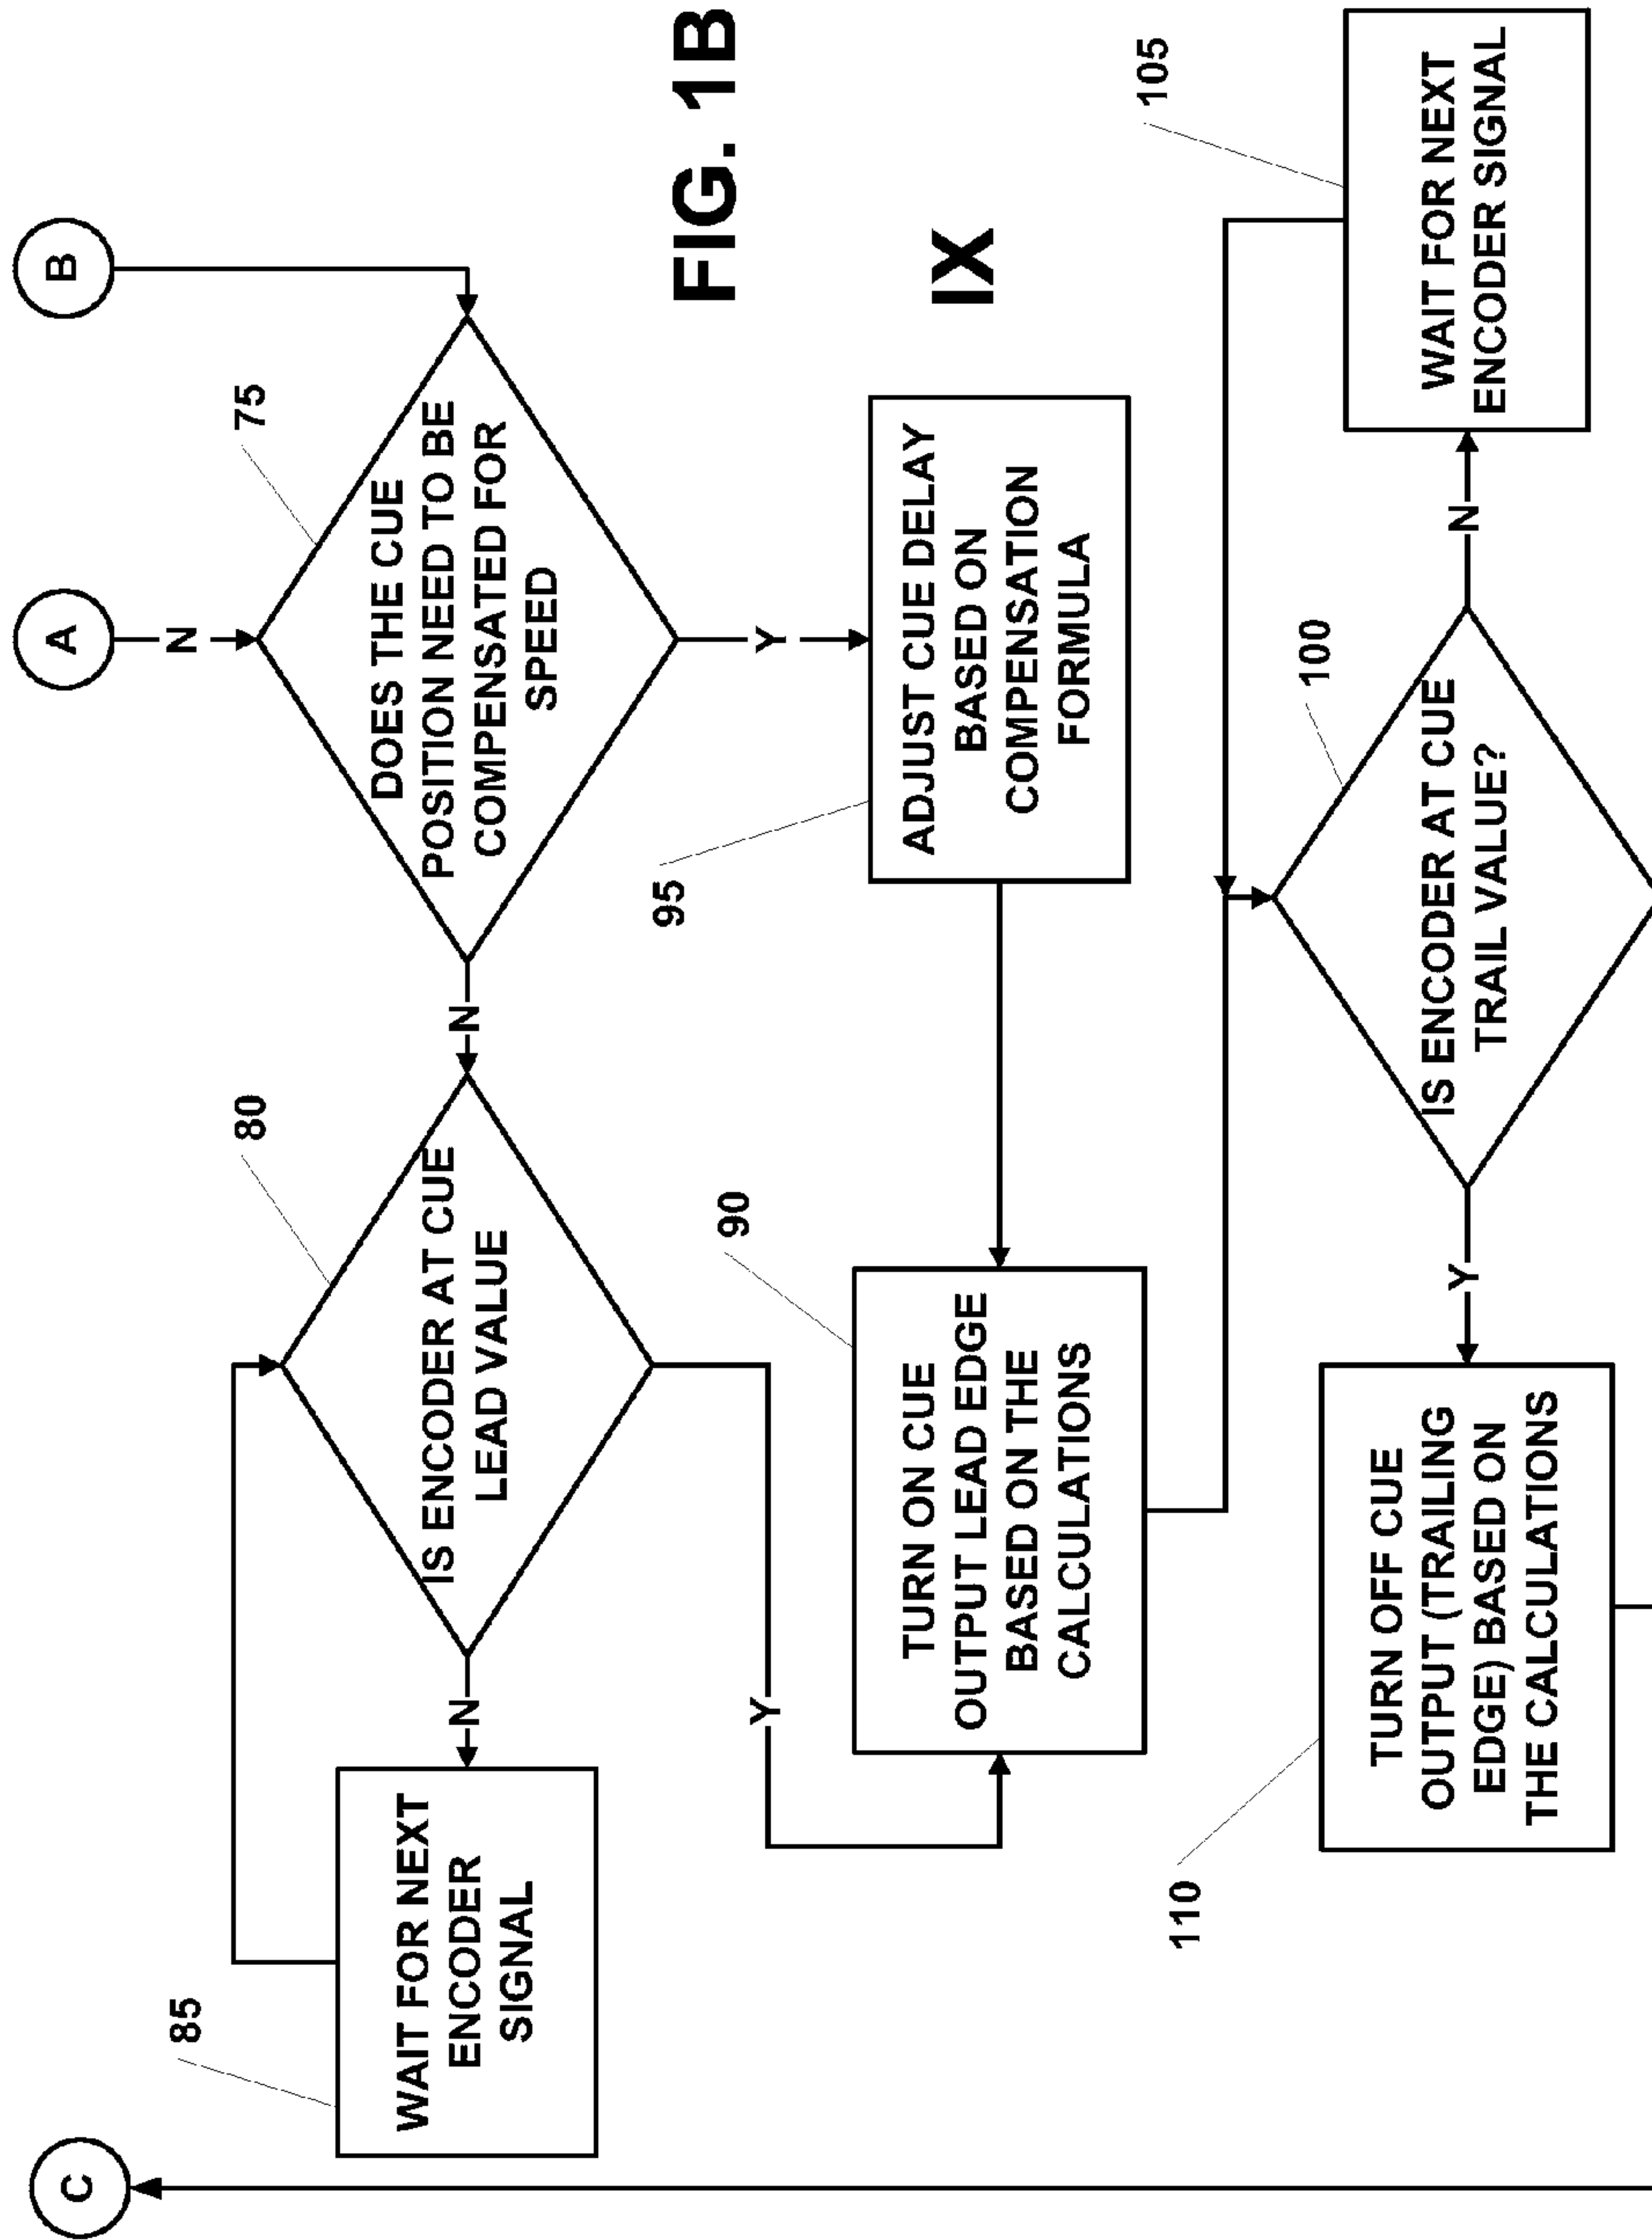 A
B
C
N
75
DOES THE CUE
POSITION NEED TO BE
COMPENSATED FOR
SPEED
N
80
IS ENCODER AT CUE
LEAD VALUE
N
85
WAIT FOR NEXT
ENCODER
SIGNAL
Y
Y
95
ADJUST CUE DELAY
BASED ON
COMPENSATION
FORMULA
90
TURN ON CUE
OUTPUT LEAD EDGE
BASED ON THE
CALCULATIONS
100
IS ENCODER AT CUE
TRAIL VALUE?
N
105
WAIT FOR NEXT
ENCODER SIGNAL
Y
110
TURN OFF CUE
OUTPUT (TRAILING
EDGE) BASED ON
THE CALCULATIONS
FIG. 1B
IX